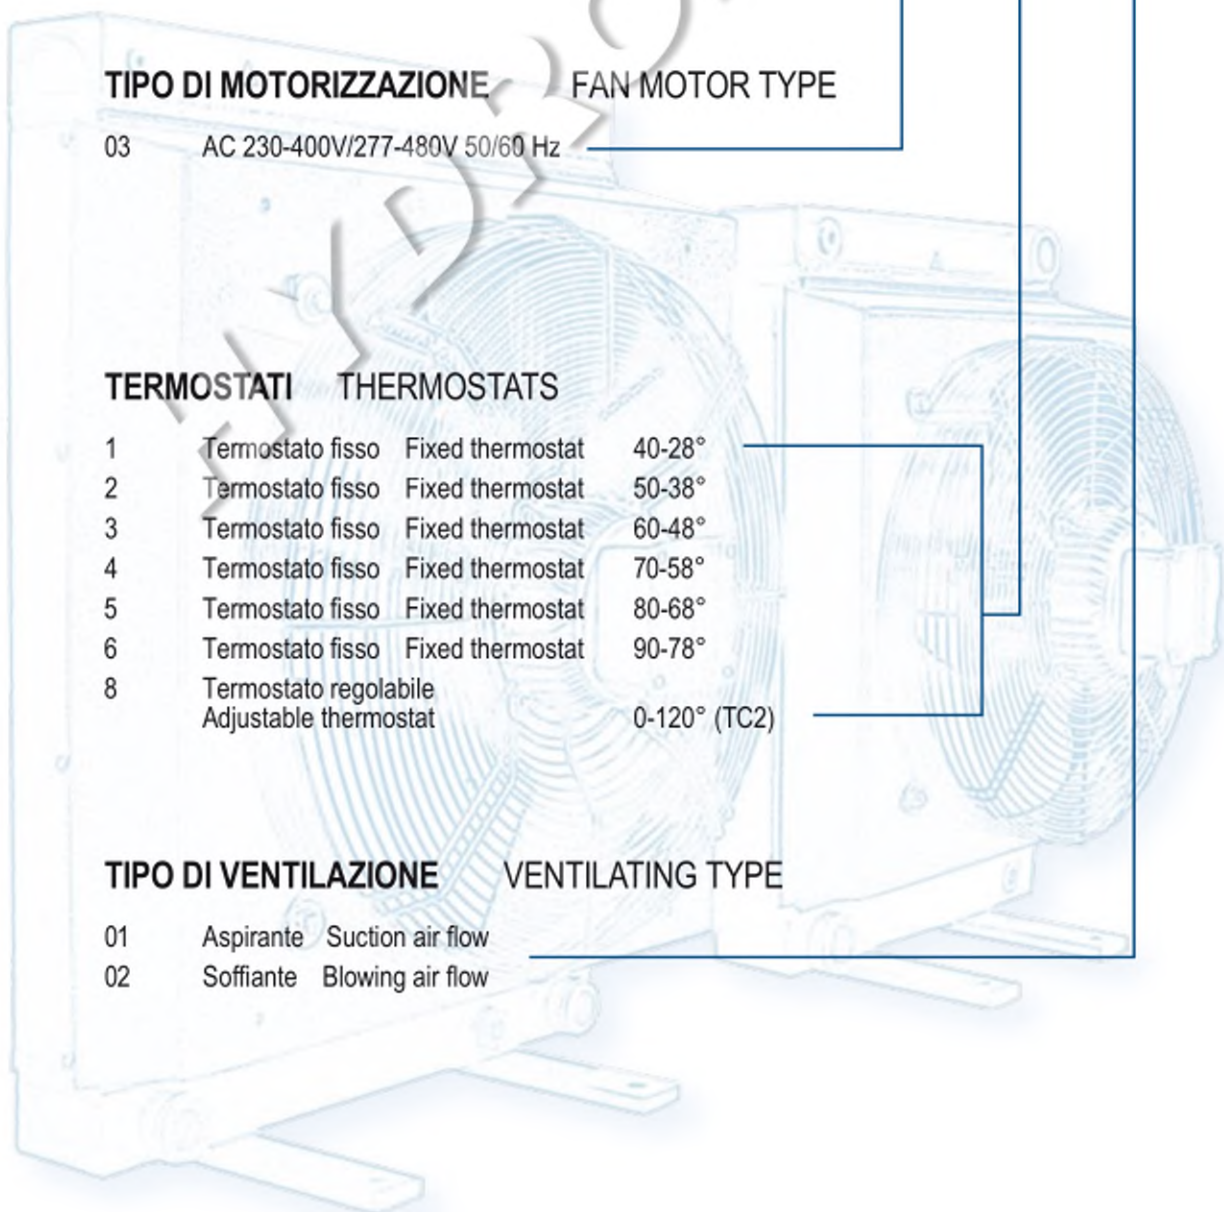 TIPO DI MOTORIZZAZIONE FAN MOTOR TYPE
03 AC 230-400V/277-480V 50/60 Hz
TERMOSTATI THERMOSTATS
1 Termostato fisso Fixed thermostat 40-28°
2 Termostato fisso Fixed thermostat 50-38°
3 Termostato fisso Fixed thermostat 60-48°
4 Termostato fisso Fixed thermostat 70-58°
5 Termostato fisso Fixed thermostat 80-68°
6 Termostato fisso Fixed thermostat 90-78°
8 Termostato regolabile
Adjustable thermostat 0-120° (TC2)
TIPO DI VENTILAZIONE VENTILATING TYPE
01 Aspirante Suction air flow
02 Soffiante Blowing air flow